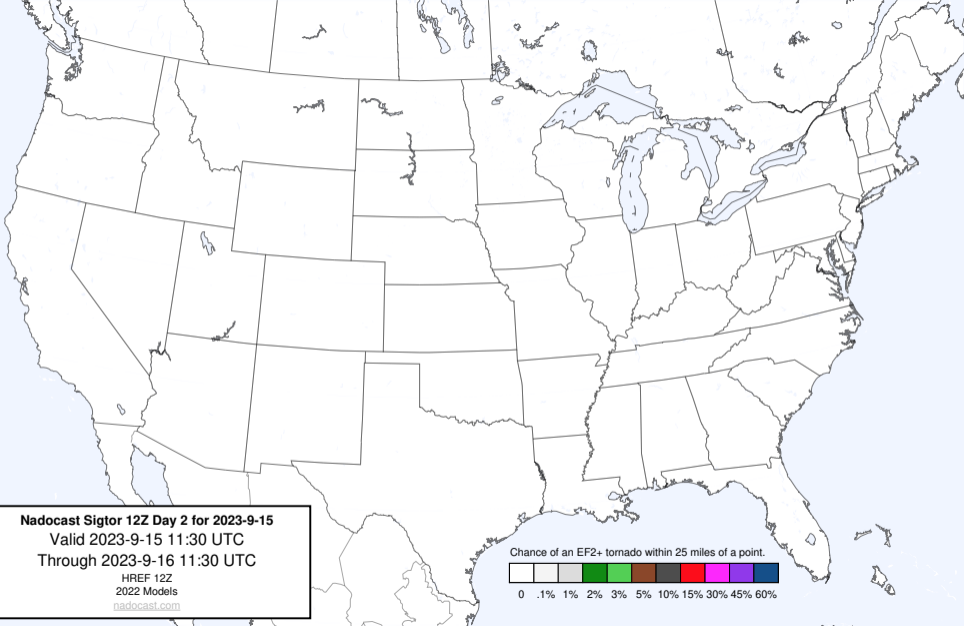 Nadocast Sigtor 12Z Day 2 for 2023-9-15
Valid 2023-9-15 11:30 UTC
Through 2023-9-16 11:30 UTC
HREF 12Z
2022 Models
nadocast.com
Chance of an EF2+ tornado within 25 miles of a point.
0 .1% 1% 2% 3% 5% 10% 15% 30% 45% 60%